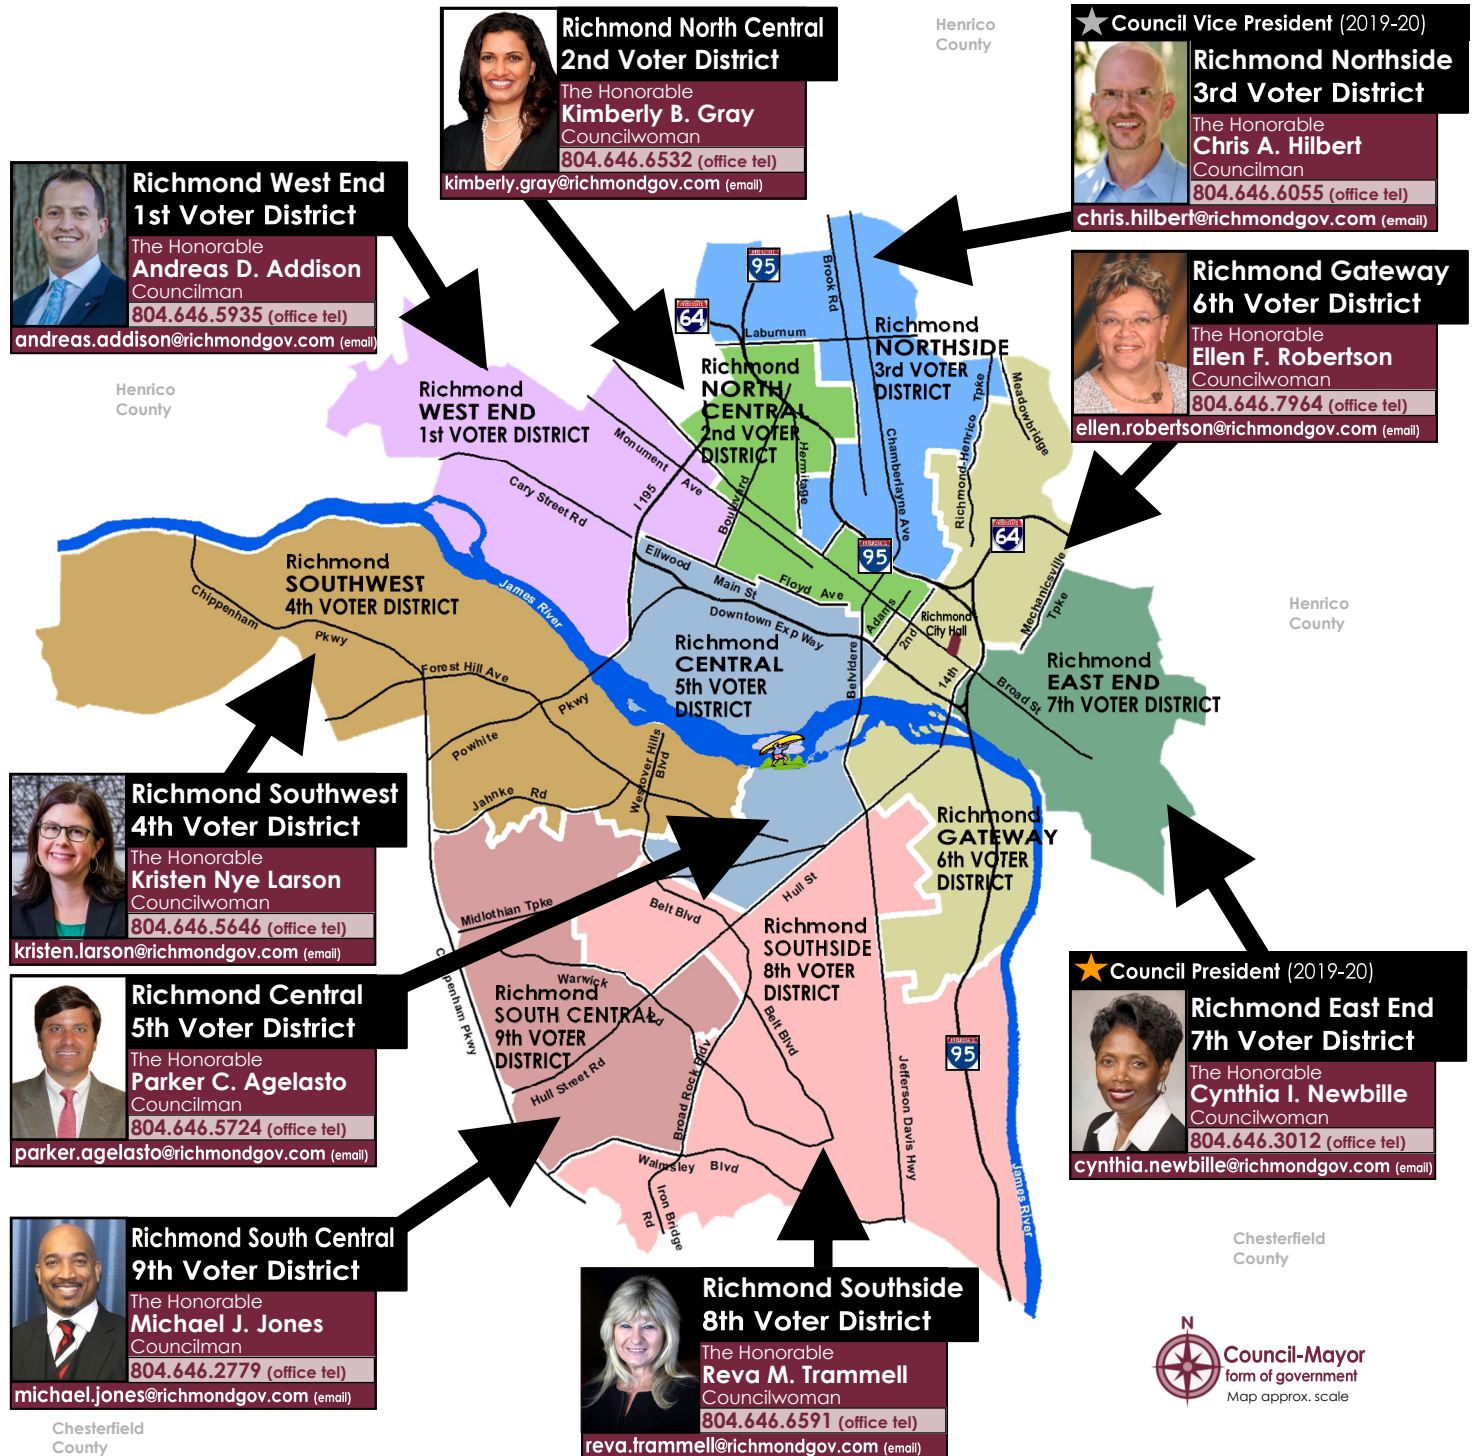 Richmond North Central
2nd Voter District
The Honorable
Kimberly B. Gray
Councilwoman
804.646.6532 (office tel)
kimberly.gray@richmondgov.com (email)
Henrico
County
Council Vice President (2019-20)
Richmond Northside
3rd Voter District
The Honorable
Chris A. Hilbert
Councilman
804.646.6055 (office tel)
chris.hilbert@richmondgov.com (email)
Richmond West End
1st Voter District
The Honorable
Andreas D. Addison
Councilman
804.646.5935 (office tel)
andreas.addison@richmondgov.com (email)
Richmond Gateway
6th Voter District
The Honorable
Ellen F. Robertson
Councilwoman
804.646.7964 (office tel)
ellen.robertson@richmondgov.com (email)
Henrico
County
INTERSTATE
95
INTERSTATE
64
Brook Rd
Laburnum
Richmond
NORTHSIDE
3rd VOTER
DISTRICT
Richmond
NORTH
CENTRAL
2nd VOTER
DISTRICT
Richmond
WEST END
1st VOTER DISTRICT
Monument Ave
Cary Street Rd
I 195
Boulevard
Hermitage
Chamberlayne Ave
Richmond-Henrico Tpke
Meadowbridge
INTERSTATE
64
INTERSTATE
95
Mechanicsville Tpke
Henrico
County
Richmond
SOUTHWEST
4th VOTER DISTRICT
Chippenham Pkwy
James River
Ellwood
Main St
Floyd Ave
Downtown Exp Way
Adams
2nd
Richmond
City Hall
14th
Broad St
Belvidere
Richmond
CENTRAL
5th VOTER
DISTRICT
Richmond
EAST END
7th VOTER DISTRICT
Forest Hill Ave
Powhite Pkwy
Westover Hills Blvd
Jahnke Rd
Richmond
GATEWAY
6th VOTER
DISTRICT
Richmond Southwest
4th Voter District
The Honorable
Kristen Nye Larson
Councilwoman
804.646.5646 (office tel)
kristen.larson@richmondgov.com (email)
Midlothian Tpke
Belt Blvd
Hull St
Richmond
SOUTHSIDE
8th VOTER
DISTRICT
Richmond Central
5th Voter District
The Honorable
Parker C. Agelasto
Councilman
804.646.5724 (office tel)
parker.agelasto@richmondgov.com (email)
Chippenham Pkwy
Warwick Rd
Richmond
SOUTH CENTRAL
9th VOTER
DISTRICT
Hull Street Rd
Broad Rock Bldv
Belt Blvd
Jefferson Davis Hwy
INTERSTATE
95
Walmsley Blvd
Iron Bridge Rd
James River
Council President (2019-20)
Richmond East End
7th Voter District
The Honorable
Cynthia I. Newbille
Councilwoman
804.646.3012 (office tel)
cynthia.newbille@richmondgov.com (email)
Richmond South Central
9th Voter District
The Honorable
Michael J. Jones
Councilman
804.646.2779 (office tel)
michael.jones@richmondgov.com (email)
Chesterfield
County
Richmond Southside
8th Voter District
The Honorable
Reva M. Trammell
Councilwoman
804.646.6591 (office tel)
reva.trammell@richmondgov.com (email)
Chesterfield
County
N
Council-Mayor
form of government
Map approx. scale